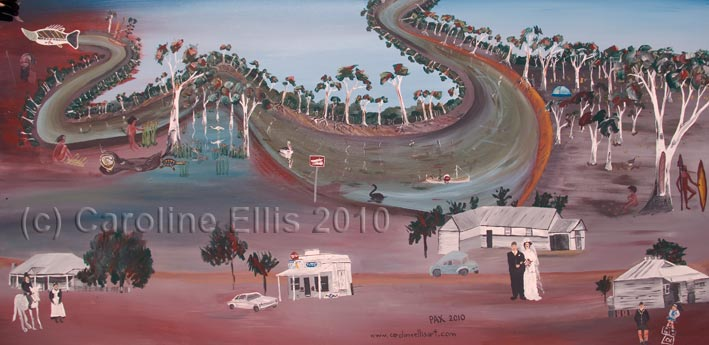 (c) Caroline Ellis 2010
PAX 2010
www.carolineellisart.com